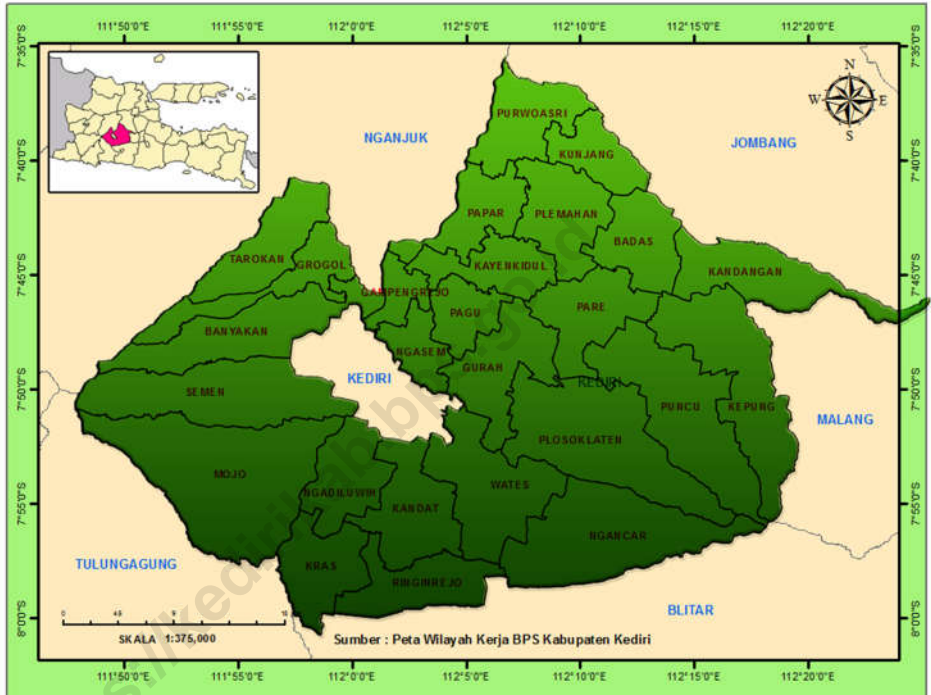 111°50'0"E 111°55'0"E 112°0'0"E 112°5'0"E 112°10'0"E 112°15'0"E 112°20'0"E
7°35'0"S 7°35'0"S
N
W E
S
PURWOASRI
NGANJUK
JOMBANG
KUNJANG
7°40'0"S 7°40'0"S
PAPAR
PLEMAHAN
BADAS
TAROKAN
GROGOL
KAYENKIDUL
KANDANGAN
7°45'0"S 7°45'0"S
GAMPENGREJO
PAGU
PARE
BANYAKAN
NGASEM
GURAH
KEDIRI
KEDIRI
SEMEN
7°50'0"S 7°50'0"S
PUNCU
KEPUNG
MALANG
PLOSOKLATEN
MOJO
WATES
NGADILUWIH
KANDAT
7°55'0"S 7°55'0"S
NGANCAR
TULUNGAGUNG
KRAS
RINGINREJO
BLITAR
8°0'0"S 8°0'0"S
SKALA 1:375,000
Sumber : Peta Wilayah Kerja BPS Kabupaten Kediri
111°50'0"E 111°55'0"E 112°0'0"E 112°5'0"E 112°10'0"E 112°15'0"E 112°20'0"E